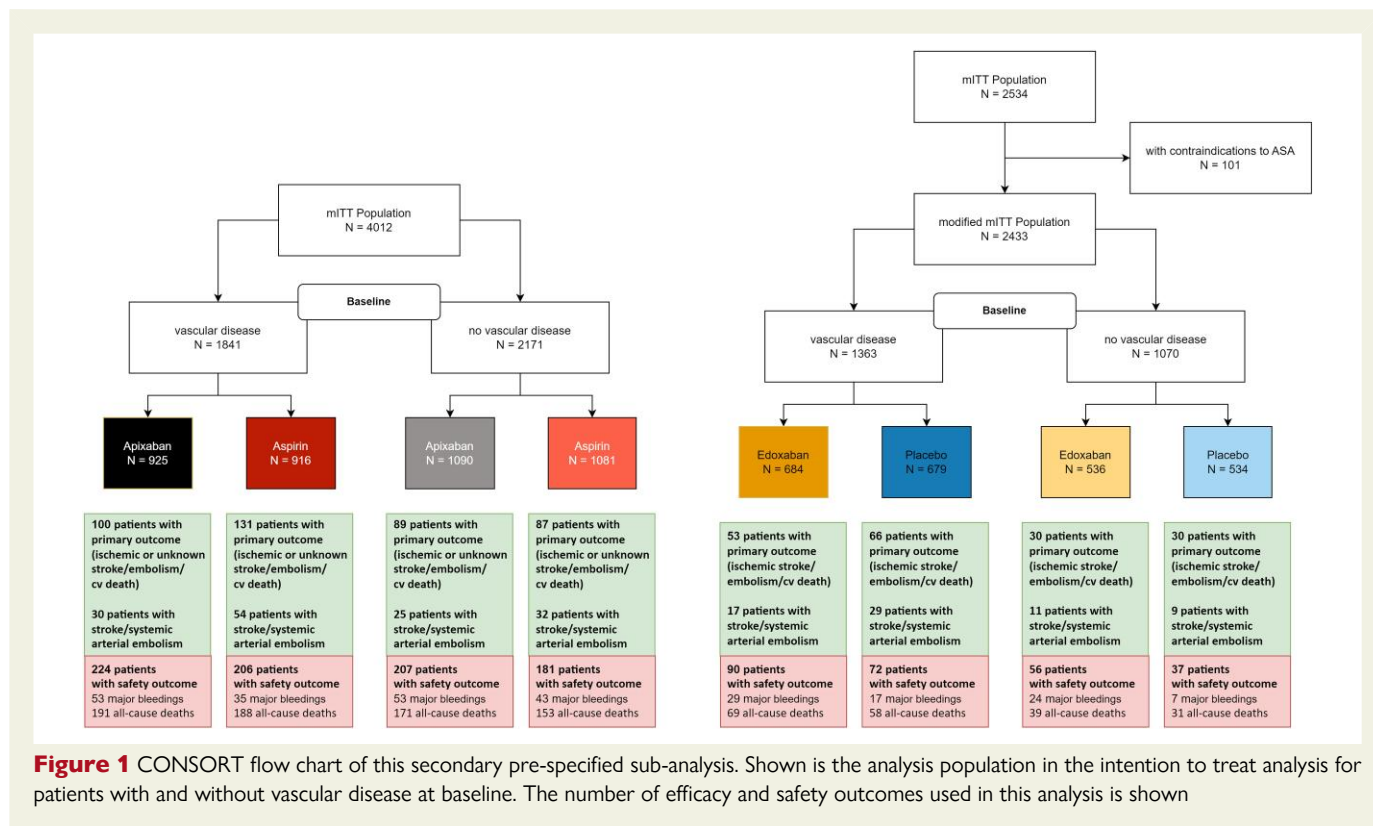 mITT Population
N = 4012
Baseline
vascular disease
N = 1841
no vascular disease
N = 2171
Apixaban
N = 925
Aspirin
N = 916
Apixaban
N = 1090
Aspirin
N = 1081
100 patients with
primary outcome
(ischemic or unknown
stroke/embolism/
cv death)
30 patients with
stroke/systemic
arterial embolism
224 patients
with safety outcome
53 major bleedings
191 all-cause deaths
131 patients with
primary outcome
(ischemic or unknown
stroke/embolism/
cv death)
54 patients with
stroke/systemic
arterial embolism
206 patients
with safety outcome
35 major bleedings
188 all-cause deaths
89 patients with
primary outcome
(ischemic or unknown
stroke/embolism/
cv death)
25 patients with
stroke/systemic
arterial embolism
207 patients
with safety outcome
53 major bleedings
171 all-cause deaths
87 patients with
primary outcome
(ischemic or unknown
stroke/embolism/
cv death)
32 patients with
stroke/systemic
arterial embolism
181 patients
with safety outcome
43 major bleedings
153 all-cause deaths
mITT Population
N = 2534
with contraindications to ASA
N = 101
modified mITT Population
N = 2433
Baseline
vascular disease
N = 1363
no vascular disease
N = 1070
Edoxaban
N = 684
Placebo
N = 679
Edoxaban
N = 536
Placebo
N = 534
53 patients with
primary outcome
(ischemic stroke/
embolism/cv death)
17 patients with
stroke/systemic
arterial embolism
90 patients
with safety outcome
29 major bleedings
69 all-cause deaths
66 patients with
primary outcome
(ischemic stroke/
embolism/cv death)
29 patients with
stroke/systemic
arterial embolism
72 patients
with safety outcome
17 major bleedings
58 all-cause deaths
30 patients with
primary outcome
(ischemic stroke/
embolism/cv death)
11 patients with
stroke/systemic
arterial embolism
56 patients
with safety outcome
24 major bleedings
39 all-cause deaths
30 patients with
primary outcome
(ischemic stroke/
embolism/cv death)
9 patients with
stroke/systemic
arterial embolism
37 patients
with safety outcome
7 major bleedings
31 all-cause deaths
Figure 1 CONSORT flow chart of this secondary pre-specified sub-analysis. Shown is the analysis population in the intention to treat analysis for
patients with and without vascular disease at baseline. The number of efficacy and safety outcomes used in this analysis is shown